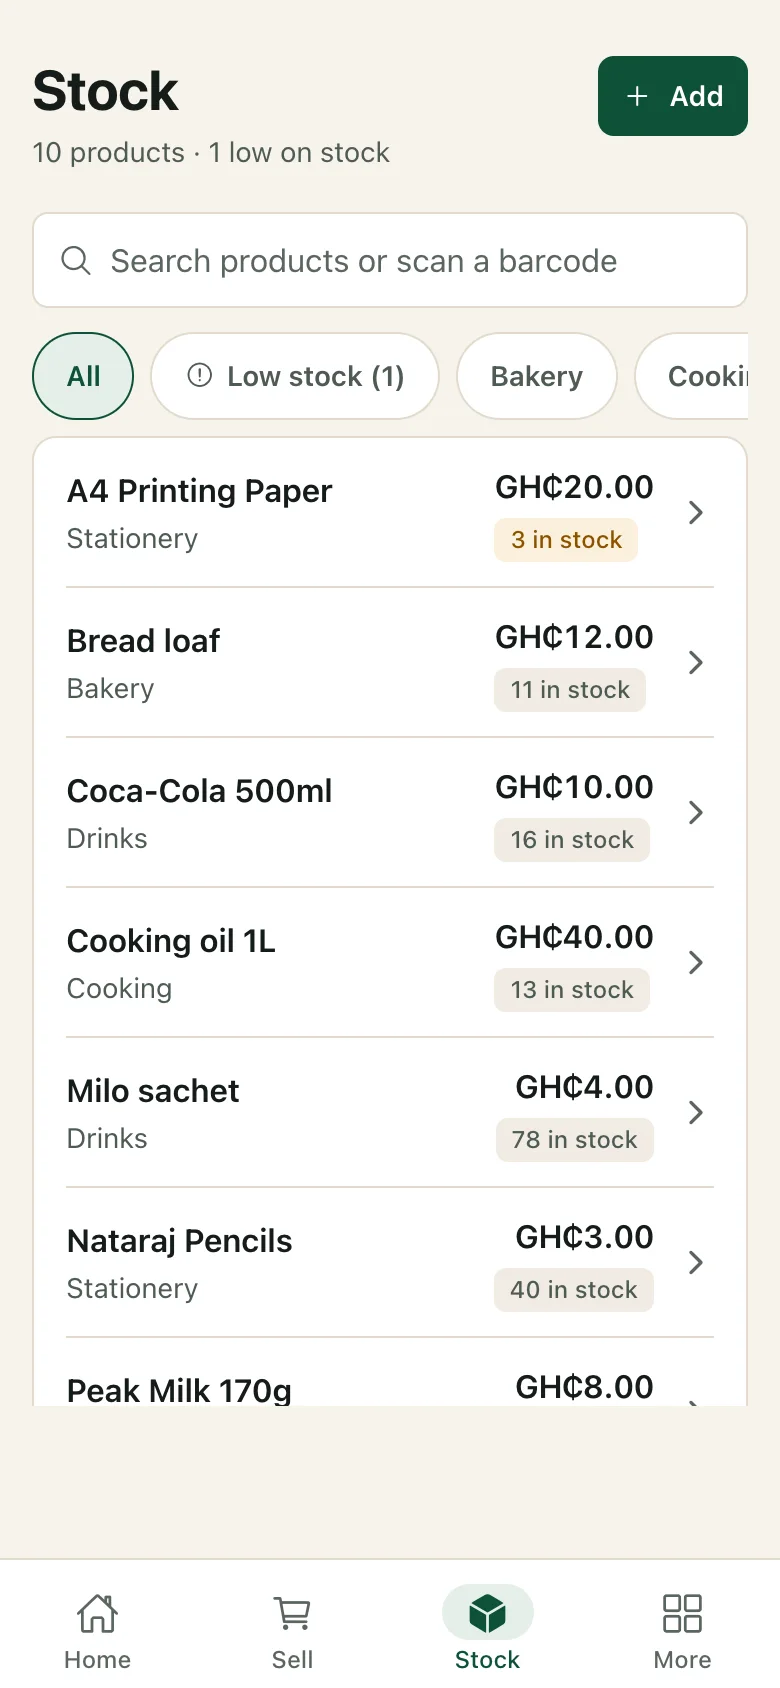 Stock
+ Add
10 products · 1 low on stock
Search products or scan a barcode
All
Low stock (1)
Bakery
Cooki
A4 Printing Paper
GH₵20.00
Stationery
3 in stock
Bread loaf
GH₵12.00
Bakery
11 in stock
Coca-Cola 500ml
GH₵10.00
Drinks
16 in stock
Cooking oil 1L
GH₵40.00
Cooking
13 in stock
Milo sachet
GH₵4.00
Drinks
78 in stock
Nataraj Pencils
GH₵3.00
Stationery
40 in stock
Peak Milk 170g
GH₵8.00
Home
Sell
Stock
More